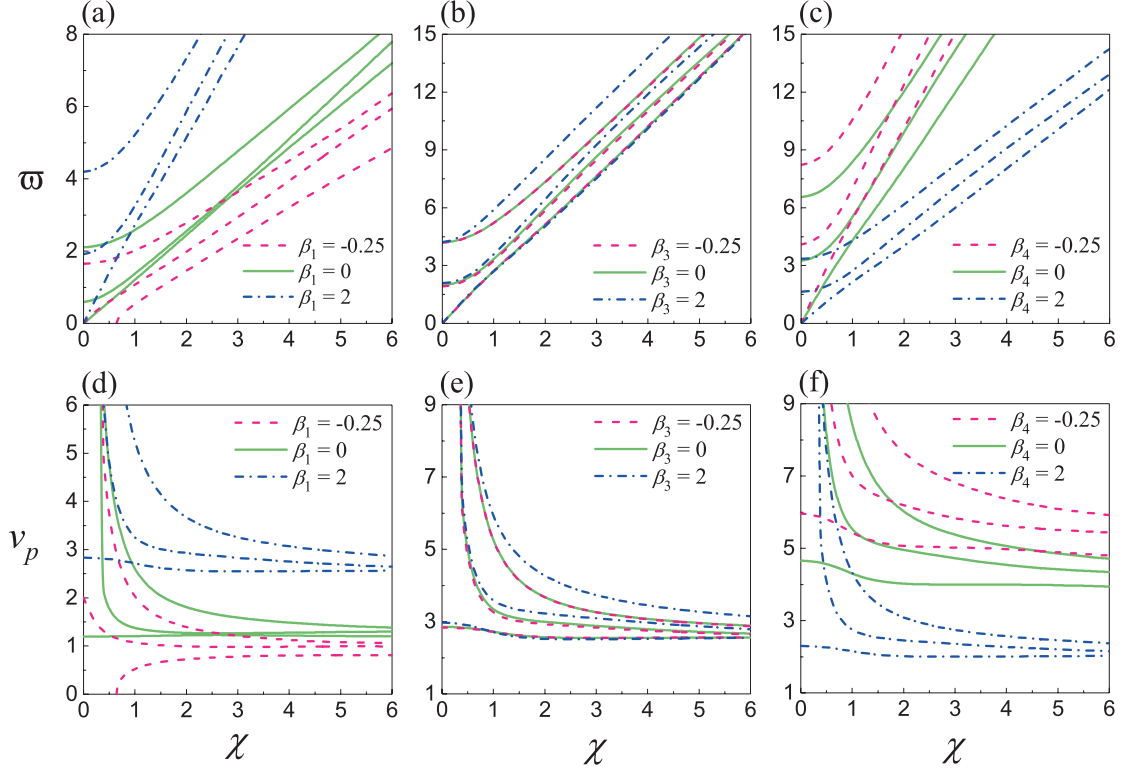 (a) (b) (c)
8 15 15
12 12
6
9 9
ϖ 4
6 6
β₁ = -0.25 β₃ = -0.25 β₄ = -0.25
2 β₁ = 0 3 β₃ = 0 3 β₄ = 0
β₁ = 2 β₃ = 2 β₄ = 2
0 0 0
0 1 2 3 4 5 6 0 1 2 3 4 5 6 0 1 2 3 4 5 6
(d) (e) (f)
6 9 9
β₁ = -0.25 β₃ = -0.25 β₄ = -0.25
5 β₁ = 0 β₃ = 0 β₄ = 0
β₁ = 2 7 β₃ = 2 7 β₄ = 2
4
v_p 3 5 5
2
3 3
1
0 1 1
0 1 2 3 4 5 6 0 1 2 3 4 5 6 0 1 2 3 4 5 6
χ χ χ